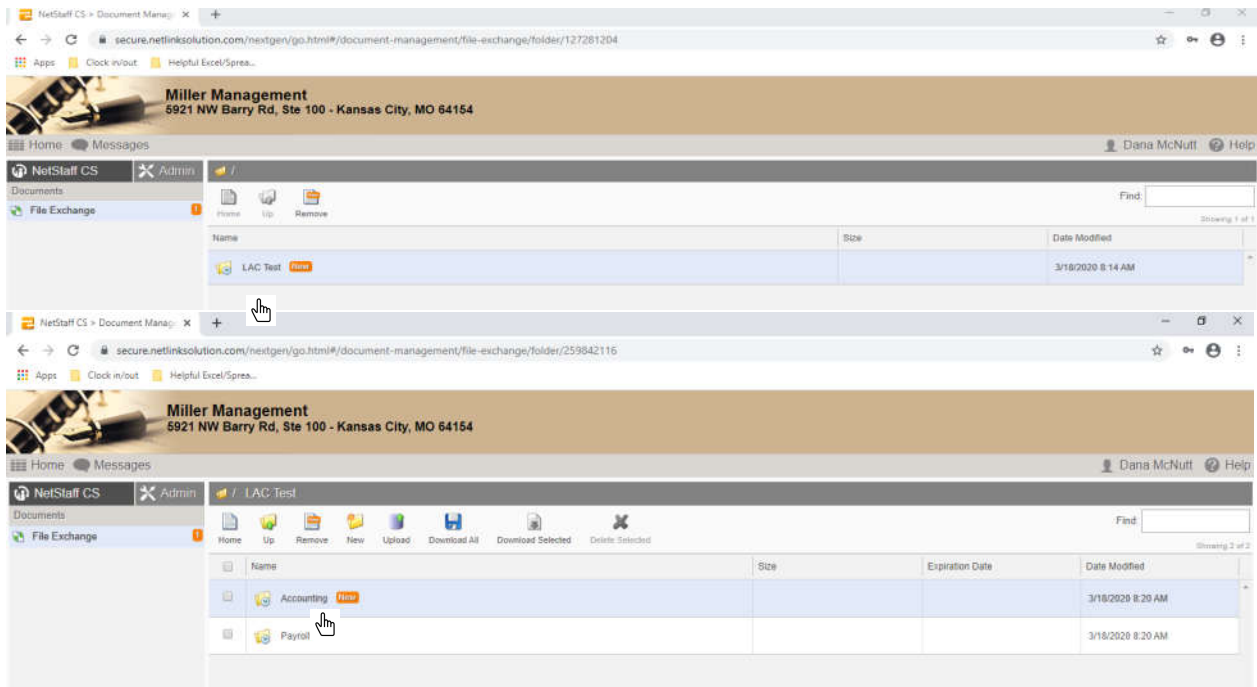 NetStaff CS > Document Manag
secure.netlinksolution.com/nextgen/go.html#/document-management/file-exchange/folder/127281204
Apps Clock in/out Helpful Excel/Sprea...
Miller Management
5921 NW Barry Rd, Ste 100 - Kansas City, MO 64154
Home Messages Dana McNutt Help
NetStaff CS Admin /
Documents
File Exchange
Home Up Remove Find:
Showing 1 of 1
Name Size Date Modified
LAC Test New 3/18/2020 8:14 AM
NetStaff CS > Document Manag
secure.netlinksolution.com/nextgen/go.html#/document-management/file-exchange/folder/259842116
Apps Clock in/out Helpful Excel/Sprea...
Miller Management
5921 NW Barry Rd, Ste 100 - Kansas City, MO 64154
Home Messages Dana McNutt Help
NetStaff CS Admin / LAC Test
Documents
File Exchange
Home Up Remove New Upload Download All Download Selected Delete Selected Find:
Showing 2 of 2
Name Size Expiration Date Date Modified
Accounting New 3/18/2020 8:20 AM
Payroll 3/18/2020 8:20 AM